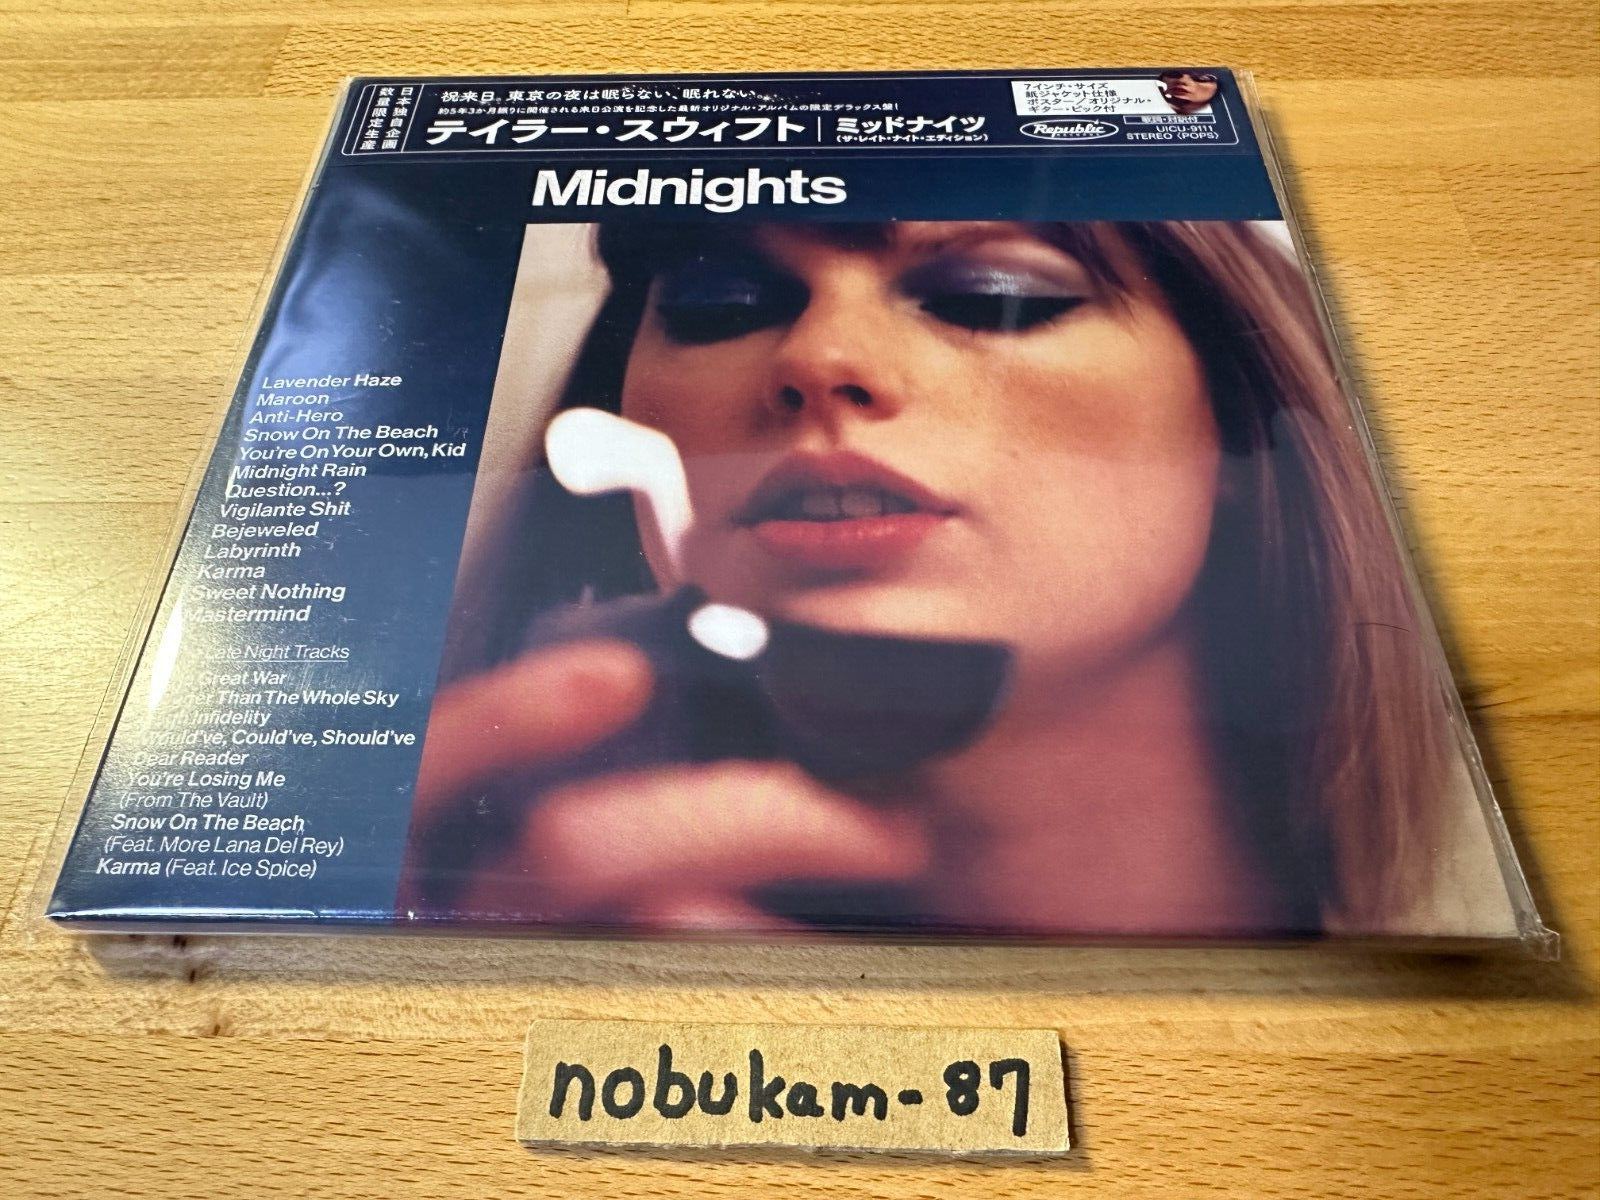 日本独自企画
数量限定生産
祝来日。東京の夜は眠らない、眠れない。
約5年3か月振りに開催される来日公演を記念した最新オリジナル・アルバムの限定デラックス盤!
テイラー・スウィフト | ミッドナイツ
(ザ・レイト・ナイト・エディション)
7インチ・サイズ
紙ジャケット仕様
ポスター/オリジナル・
ギター・ピック付
Republic
RECORDS
歌詞・対訳付
UICU-9111
STEREO (POPS)
Midnights
Lavender Haze
Maroon
Anti-Hero
Snow On The Beach
You're On Your Own, Kid
Midnight Rain
Question...?
Vigilante Shit
Bejeweled
Labyrinth
Karma
Sweet Nothing
Mastermind
Late Night Tracks
Great War
Than The Whole Sky
Infidelity
Would've, Could've, Should've
Dear Reader
You're Losing Me
(From The Vault)
Snow On The Beach
(Feat. More Lana Del Rey)
Karma (Feat. Ice Spice)
nobukam-87